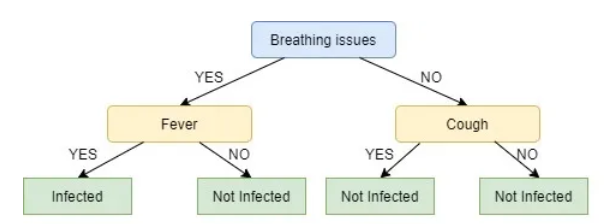 Breathing issues
YES
NO
Fever
Cough
YES
NO
YES
NO
Infected
Not Infected
Not Infected
Not Infected